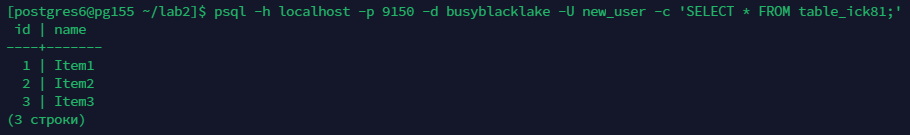 [postgres6@pg155 ~/lab2]$ psql -h localhost -p 9150 -d busyblacklake -U new_user -c 'SELECT * FROM table_ick81;'
 id | name
----+-------
  1 | Item1
  2 | Item2
  3 | Item3
(3 строки)